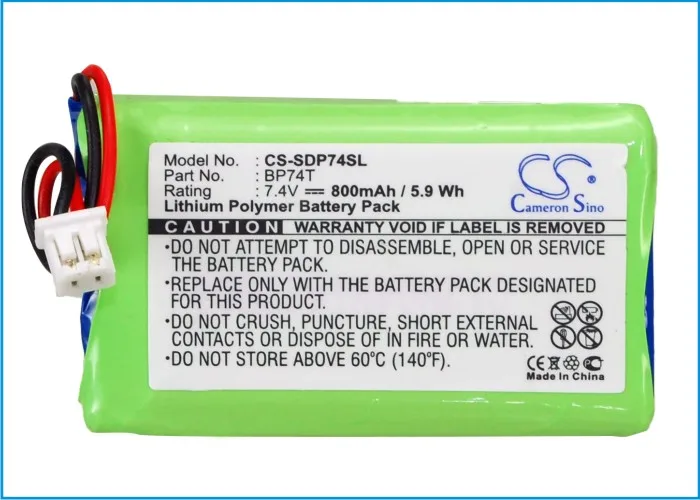 Model No. : CS-SDP74SL
Part No. : BP74T
Rating : 7.4V 800mAh / 5.9 Wh
Lithium Polymer Battery Pack
CS
Cameron Sino
CAUTION WARRANTY VOID IF LABEL IS REMOVED
•DO NOT ATTEMPT TO DISASSEMBLE, OPEN OR SERVICE
THE BATTERY PACK.
•REPLACE ONLY WITH THE BATTERY PACK DESIGNATED
FOR THIS PRODUCT.
•DO NOT CRUSH, PUNCTURE, SHORT EXTERNAL
CONTACTS OR DISPOSE OF IN FIRE OR WATER.
•DO NOT STORE ABOVE 60°C (140°F).
CE
Made In China